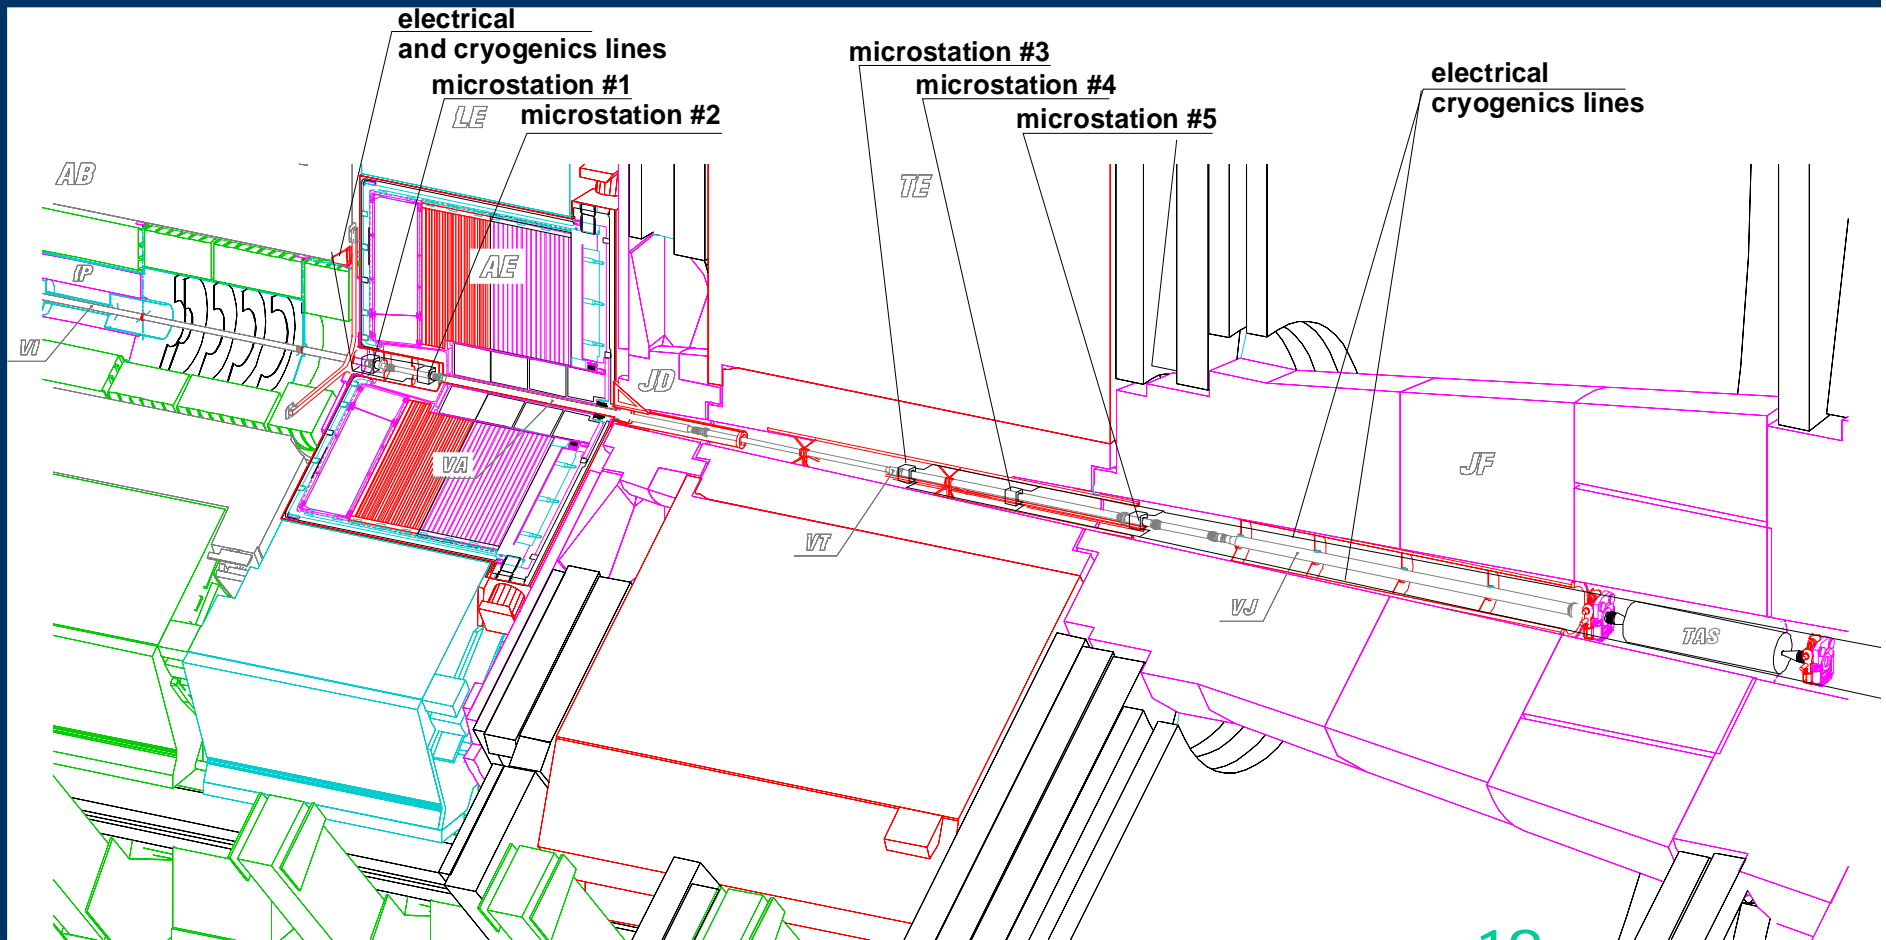 electrical
and cryogenics lines
microstation #1
microstation #2
microstation #3
microstation #4
microstation #5
electrical
cryogenics lines
LE
AB
TE
AE
IP
VI
JD
VA
JF
VT
VJ
TAS